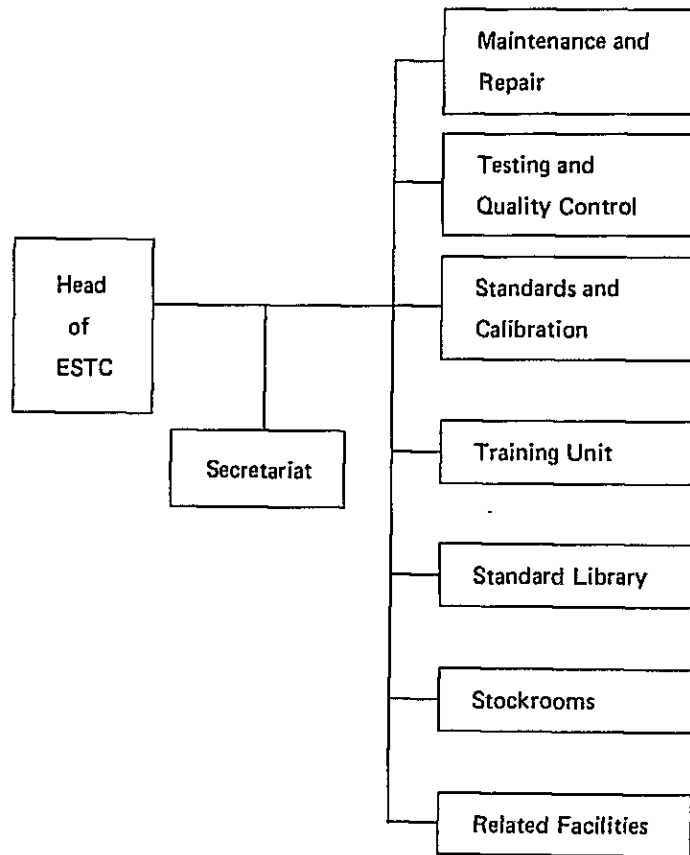 Head
of
ESTC
Secretariat
Maintenance and
Repair
Testing and
Quality Control
Standards and
Calibration
Training Unit
Standard Library
Stockrooms
Related Facilities